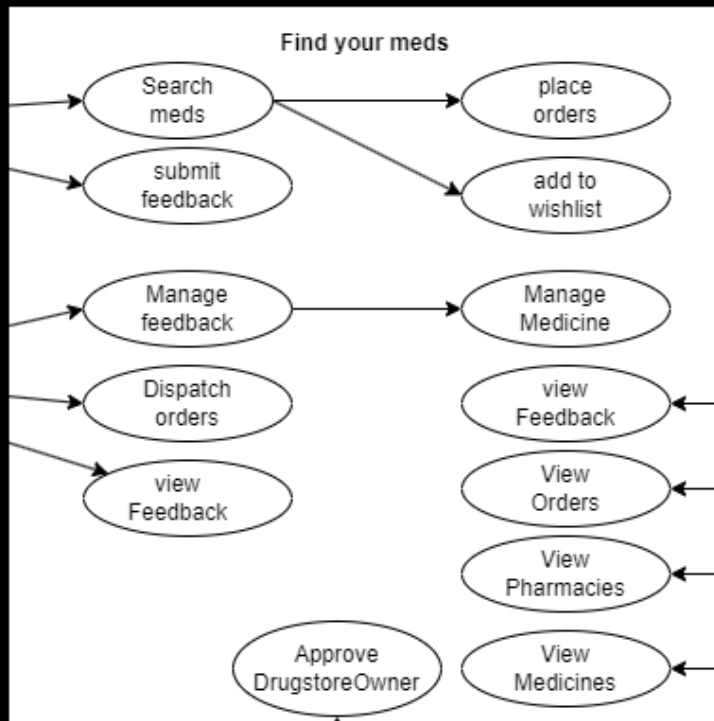 Find your meds
Search
meds
place
orders
submit
feedback
add to
wishlist
Manage
feedback
Manage
Medicine
Dispatch
orders
view
Feedback
view
Feedback
View
Orders
View
Pharmacies
Approve
DrugstoreOwner
View
Medicines